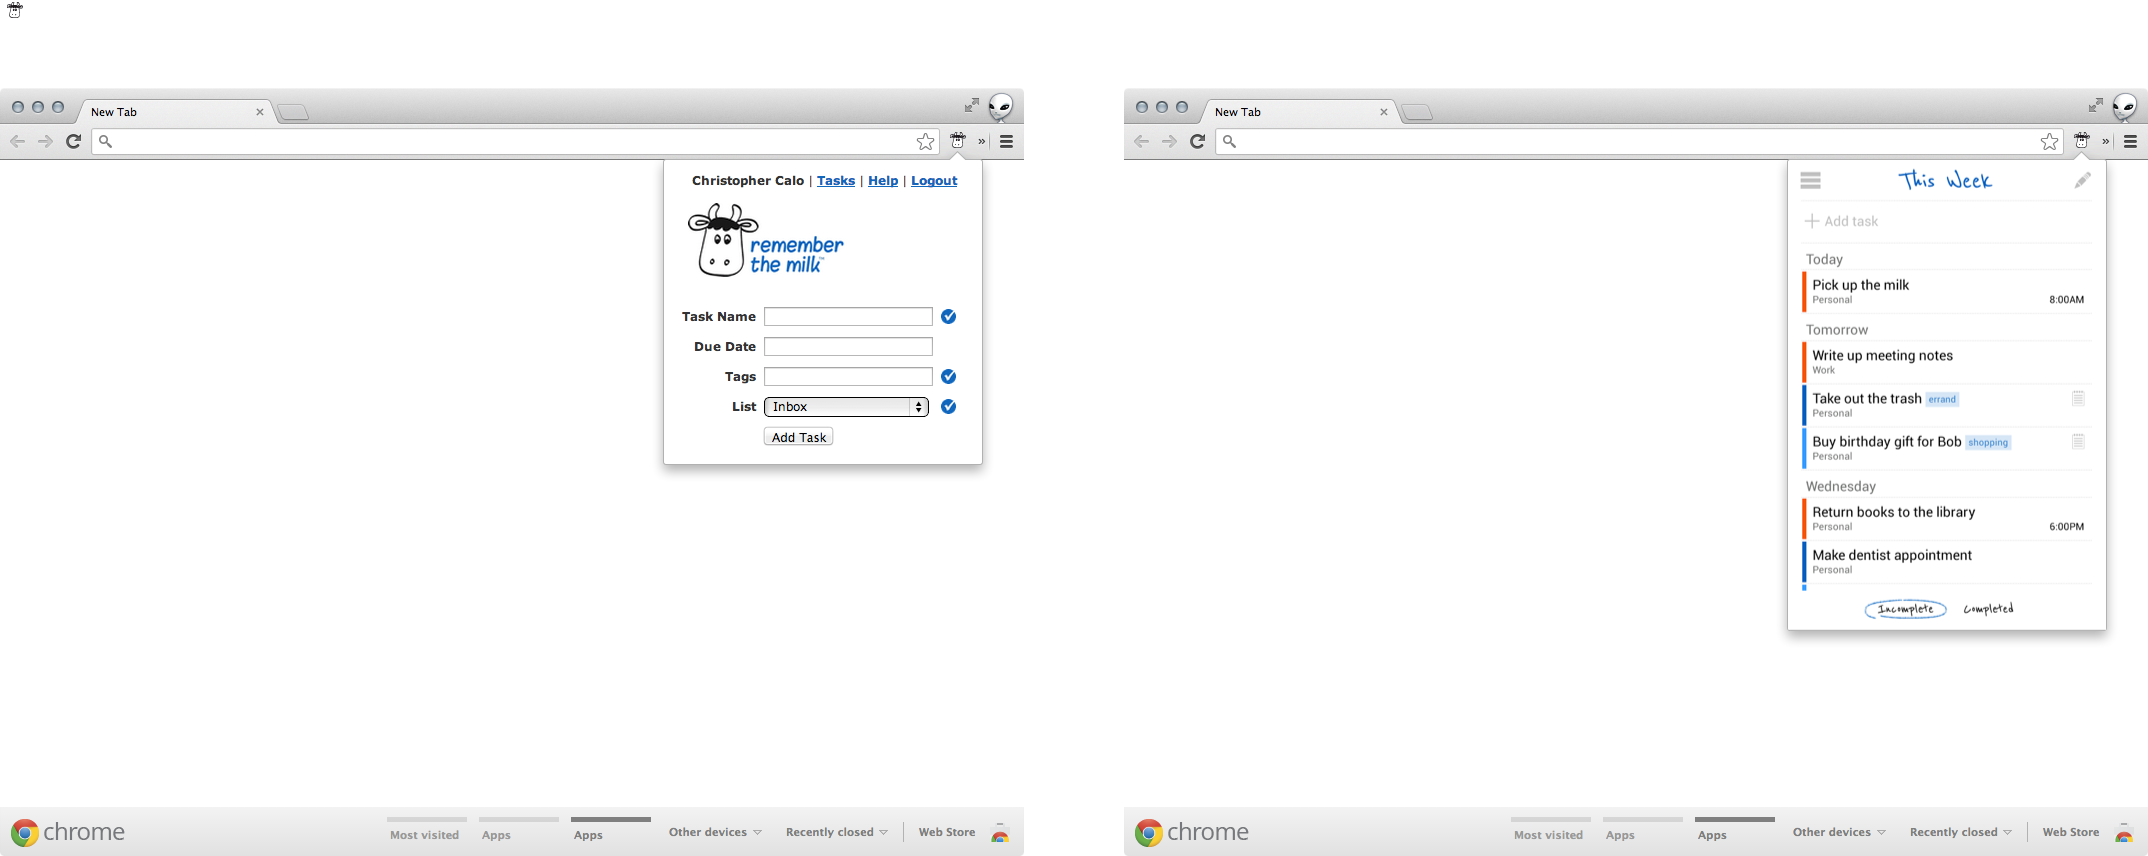 New Tab
Christopher Calo | Tasks | Help | Logout
remember
the milk™
Task Name
Due Date
Tags
List Inbox
Add Task
chrome
Most visited Apps Apps Other devices Recently closed Web Store
New Tab
This Week
Add task
Today
Pick up the milk
Personal 8:00AM
Tomorrow
Write up meeting notes
Work
Take out the trash errand
Personal
Buy birthday gift for Bob shopping
Personal
Wednesday
Return books to the library
Personal 6:00PM
Make dentist appointment
Personal
Incomplete Completed
chrome
Most visited Apps Apps Other devices Recently closed Web Store